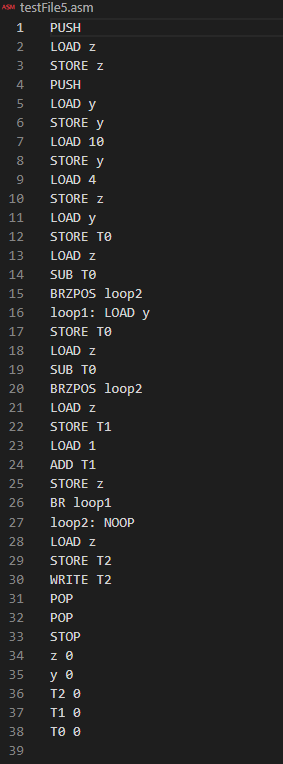 ASM testFile5.asm
1 PUSH
2 LOAD z
3 STORE z
4 PUSH
5 LOAD y
6 STORE y
7 LOAD 10
8 STORE y
9 LOAD 4
10 STORE z
11 LOAD y
12 STORE T0
13 LOAD z
14 SUB T0
15 BRZPOS loop2
16 loop1: LOAD y
17 STORE T0
18 LOAD z
19 SUB T0
20 BRZPOS loop2
21 LOAD z
22 STORE T1
23 LOAD 1
24 ADD T1
25 STORE z
26 BR loop1
27 loop2: NOOP
28 LOAD z
29 STORE T2
30 WRITE T2
31 POP
32 POP
33 STOP
34 z 0
35 y 0
36 T2 0
37 T1 0
38 T0 0
39